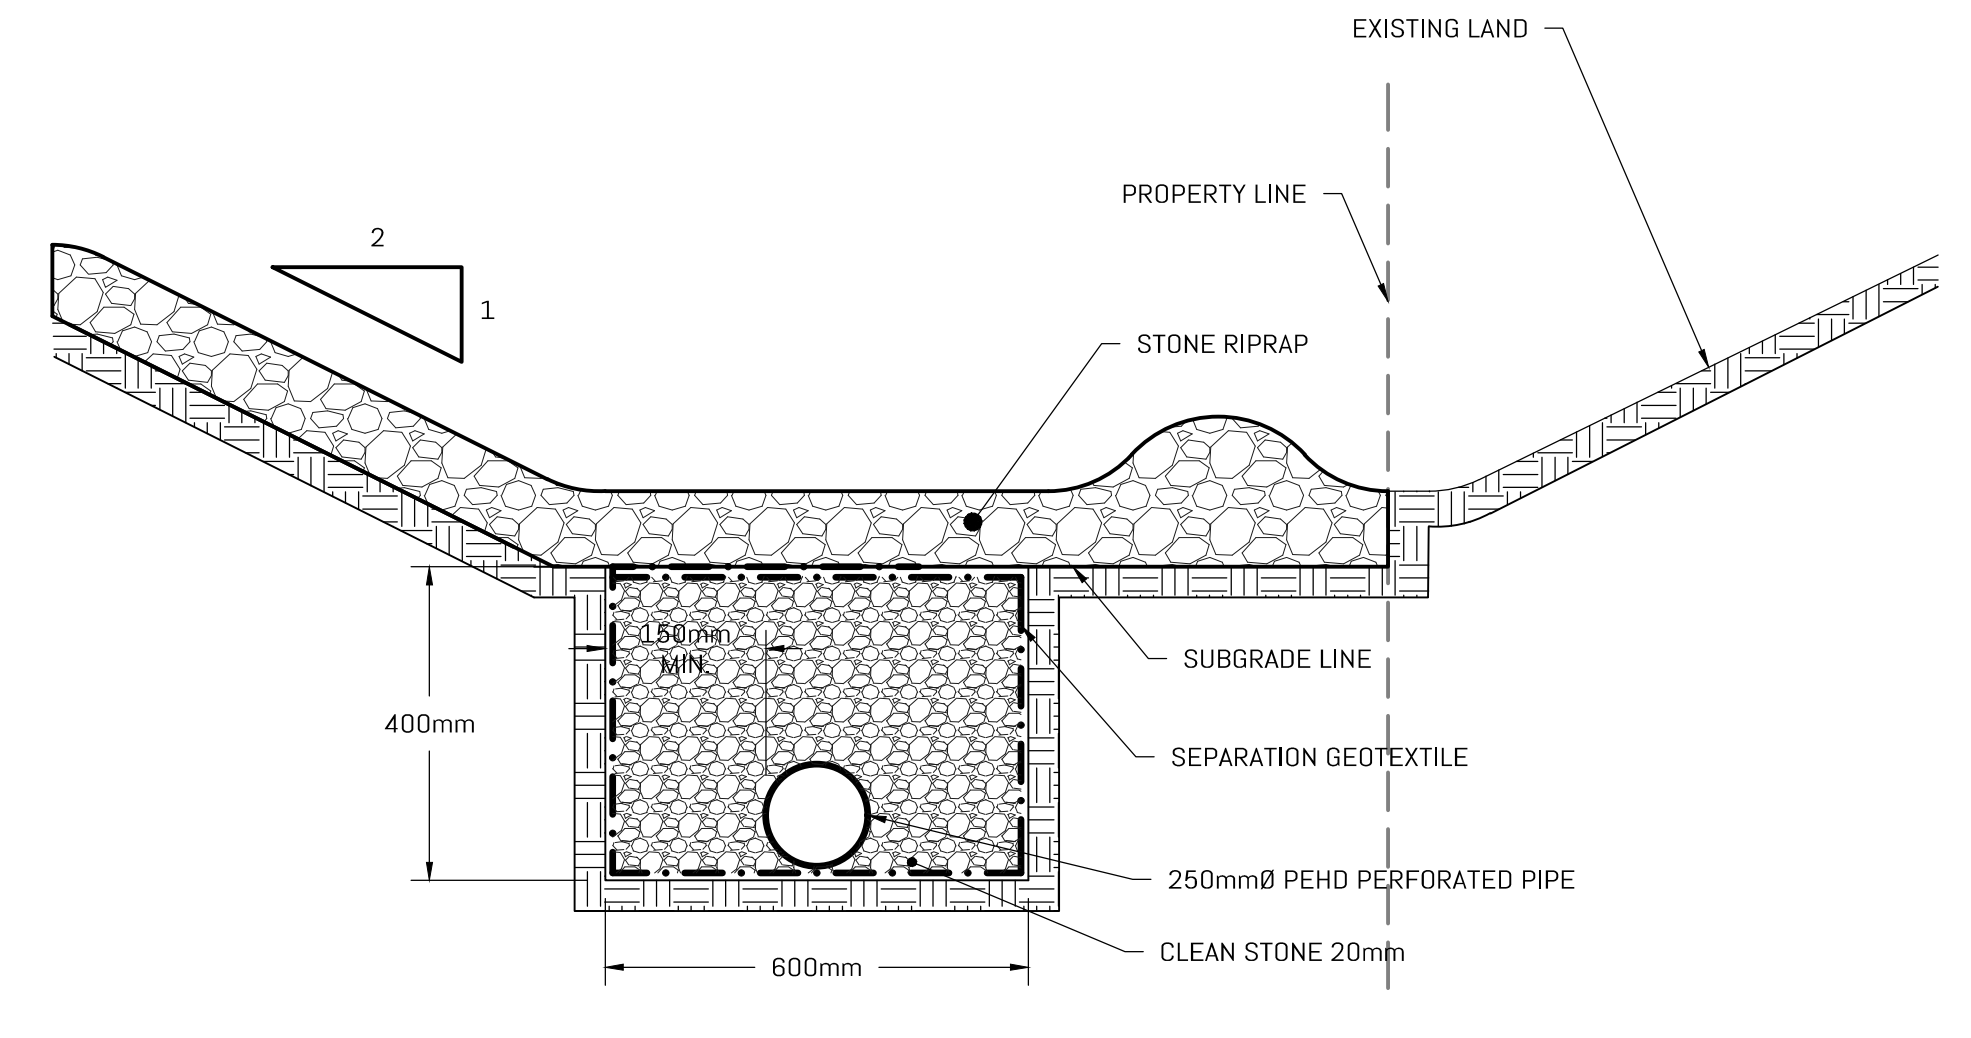 EXISTING LAND
PROPERTY LINE
2
1
STONE RIPRAP
150mm
MIN.
SUBGRADE LINE
400mm
SEPARATION GEOTEXTILE
250mmØ PEHD PERFORATED PIPE
CLEAN STONE 20mm
600mm